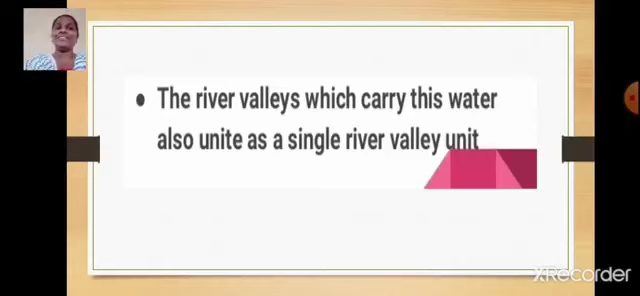 ● The river valleys which carry this water
also unite as a single river valley unit
XRecorder